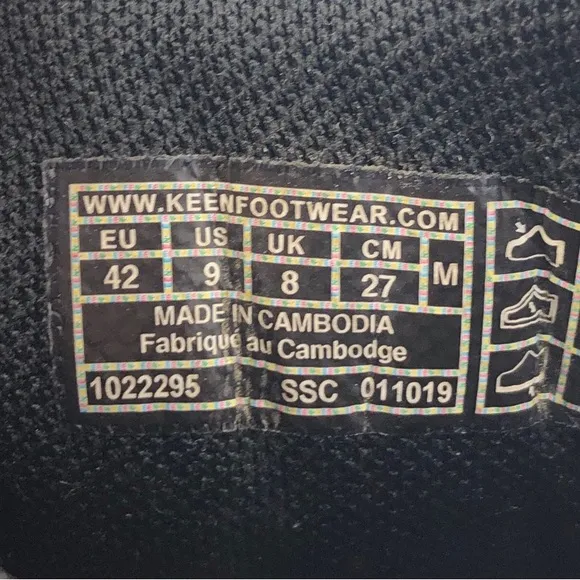 WWW.KEENFOOTWEAR.COM
EU US UK CM M
42 9 8 27
MADE IN CAMBODIA
Fabriqué au Cambodge
1022295 SSC 011019